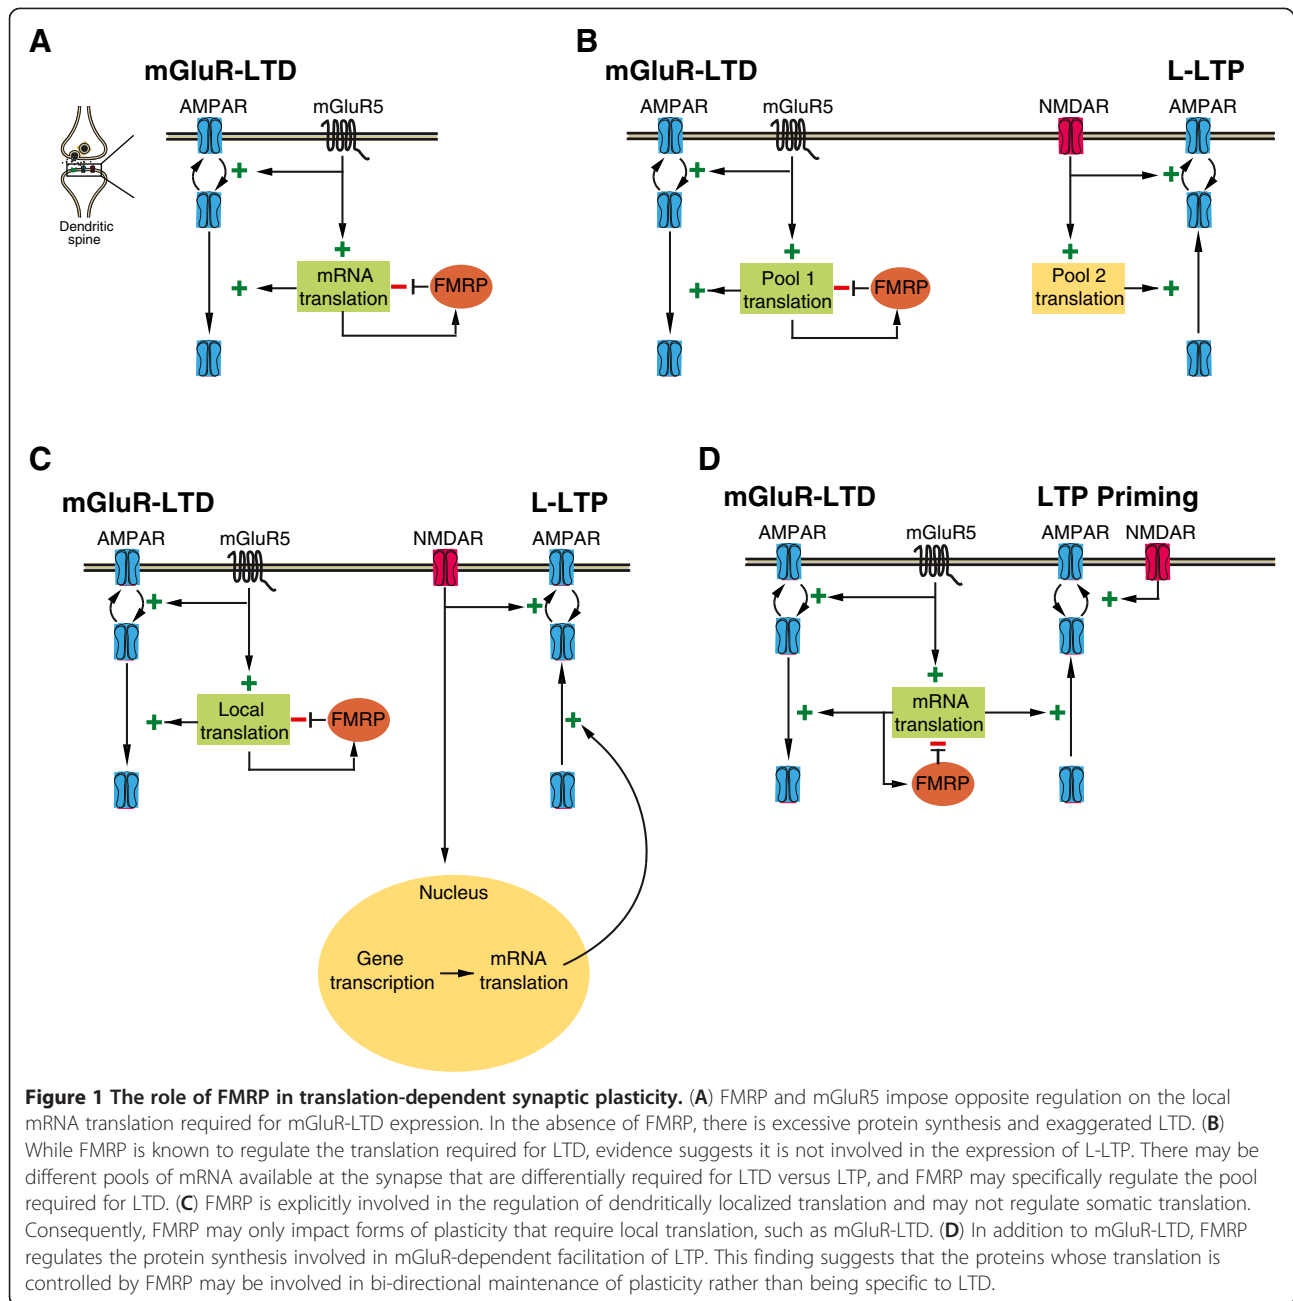 A
mGluR-LTD
AMPAR
mGluR5
Dendritic
spine
+
+
+
mRNA
translation
FMRP
B
mGluR-LTD
L-LTP
AMPAR
mGluR5
NMDAR
AMPAR
+
+
+
+
Pool 1
translation
FMRP
+
Pool 2
translation
+
C
mGluR-LTD
L-LTP
AMPAR
mGluR5
NMDAR
AMPAR
+
+
+
+
Local
translation
FMRP
+
Nucleus
Gene
transcription
mRNA
translation
D
mGluR-LTD
LTP Priming
AMPAR
mGluR5
AMPAR
NMDAR
+
+
+
+
mRNA
translation
+
FMRP
Figure 1 The role of FMRP in translation-dependent synaptic plasticity. (A) FMRP and mGluR5 impose opposite regulation on the local
mRNA translation required for mGluR-LTD expression. In the absence of FMRP, there is excessive protein synthesis and exaggerated LTD. (B)
While FMRP is known to regulate the translation required for LTD, evidence suggests it is not involved in the expression of L-LTP. There may be
different pools of mRNA available at the synapse that are differentially required for LTD versus LTP, and FMRP may specifically regulate the pool
required for LTD. (C) FMRP is explicitly involved in the regulation of dendritically localized translation and may not regulate somatic translation.
Consequently, FMRP may only impact forms of plasticity that require local translation, such as mGluR-LTD. (D) In addition to mGluR-LTD, FMRP
regulates the protein synthesis involved in mGluR-dependent facilitation of LTP. This finding suggests that the proteins whose translation is
controlled by FMRP may be involved in bi-directional maintenance of plasticity rather than being specific to LTD.